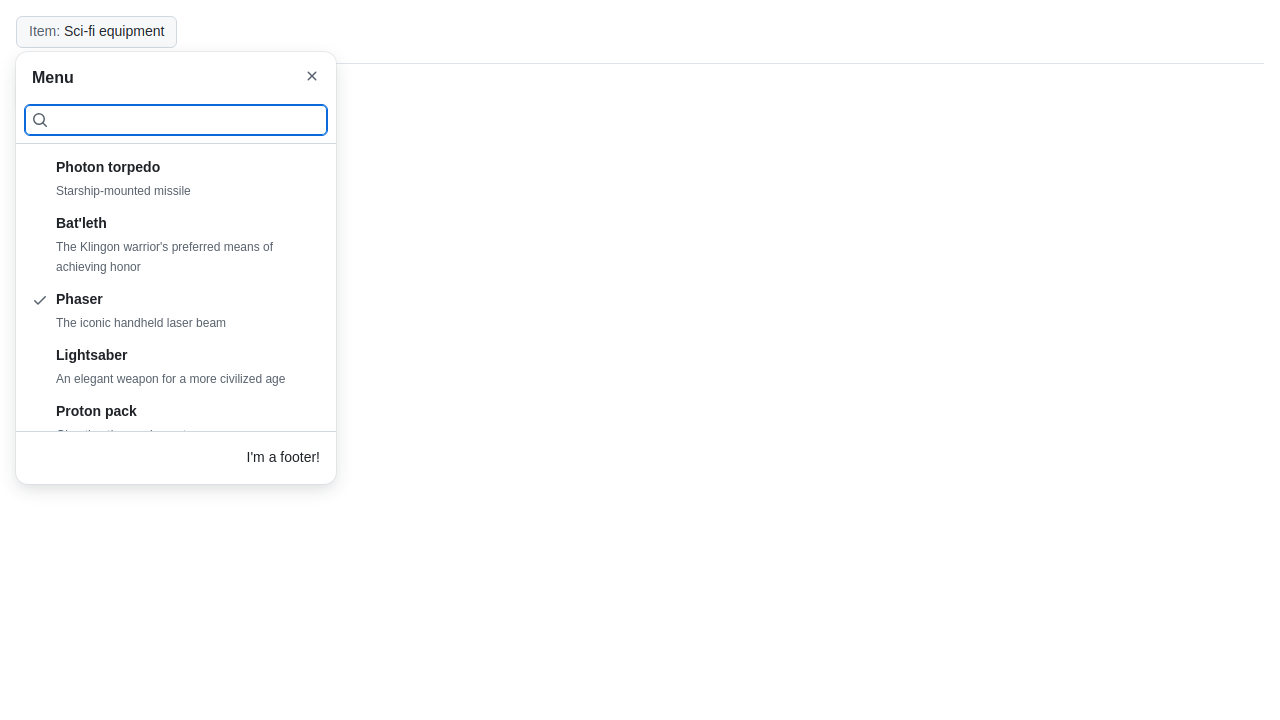 Item: Sci-fi equipment
Menu
Photon torpedo
Starship-mounted missile
Bat'leth
The Klingon warrior's preferred means of
achieving honor
Phaser
The iconic handheld laser beam
Lightsaber
An elegant weapon for a more civilized age
Proton pack
I'm a footer!